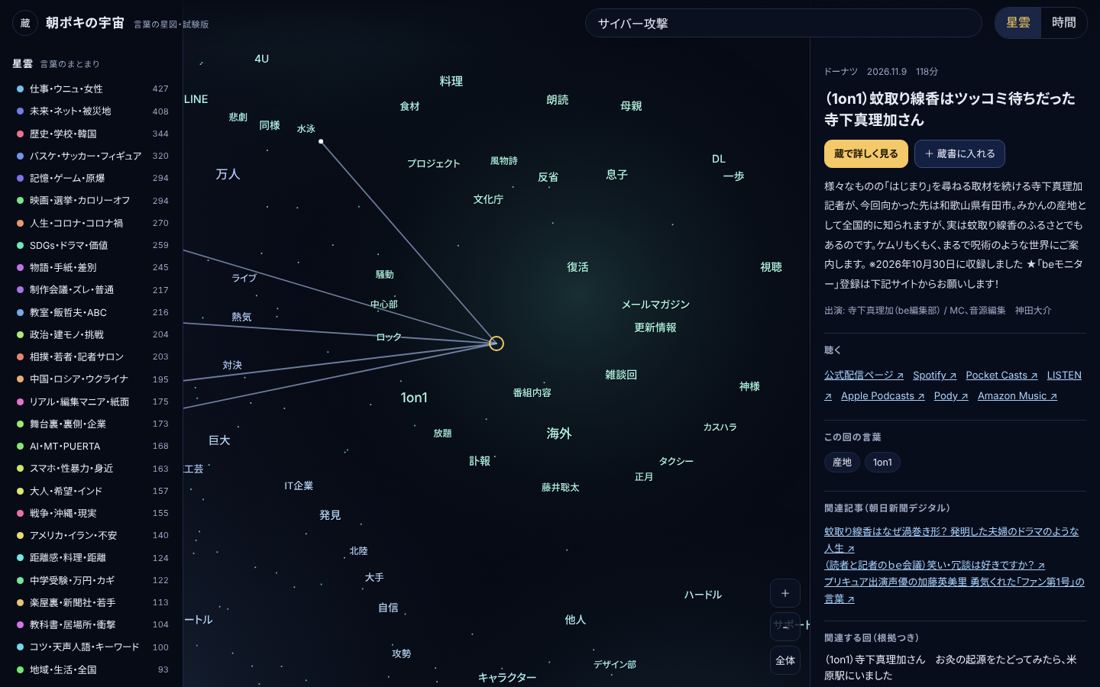 蔵 朝ポキの宇宙 言葉の星図・試験版
サイバー攻撃
星雲 時間
星雲 言葉のまとまり
仕事・ウニュ・女性 427
未来・ネット・被災地 408
歴史・学校・韓国 344
バスケ・サッカー・フィギュア 320
記憶・ゲーム・原爆 294
映画・選挙・カロリーオフ 294
人生・コロナ・コロナ禍 270
SDGs・ドラマ・価値 259
物語・手紙・差別 245
制作会議・ズレ・普通 217
教室・飯哲夫・ABC 216
政治・建モノ・挑戦 204
相撲・若者・記者サロン 203
中国・ロシア・ウクライナ 195
リアル・編集マニア・紙面 175
舞台裏・裏側・企業 173
AI・MT・PUERTA 168
スマホ・性暴力・身近 163
大人・希望・インド 157
戦争・沖縄・現実 155
アメリカ・イラン・不安 140
距離感・料理・距離 124
中学受験・万円・カギ 122
楽屋裏・新聞社・若手 113
教科書・居場所・衝撃 104
コツ・天声人語・キーワード 100
地域・生活・全国 93
4U
料理
LINE
食材
朗読
母親
悲劇
同様
水泳
プロジェクト
風物詩
DL
万人
反省
息子
一歩
文化庁
復活
視聴
騒動
ライブ
中心部
メールマガジン
熱気
更新情報
ロック
対決
雑談回
神様
番組内容
1on1
カスハラ
放題
海外
巨大
訃報
タクシー
工芸
正月
IT企業
藤井聡太
発見
北陸
大手
ハードル
自信
他人
ートル
攻勢
デザイン部
キャラクター
＋
−
全体
ドーナツ 2026.11.9 118分
（1on1）蚊取り線香はツッコミ待ちだった
寺下真理加さん
蔵で詳しく見る ＋ 蔵書に入れる
様々なものの「はじまり」を尋ねる取材を続ける寺下真理加
記者が、今回向かった先は和歌山県有田市。みかんの産地と
して全国的に知られますが、実は蚊取り線香のふるさとでも
あるのです。ケムリもくもく、まるで呪術のような世界にご案
内します。 ※2026年10月30日に収録しました ★「beモニタ
ー」登録は下記サイトからお願いします！
出演: 寺下真理加（be編集部） / MC、音源編集　神田大介
聴く
公式配信ページ ↗ Spotify ↗ Pocket Casts ↗ LISTEN
↗ Apple Podcasts ↗ Pody ↗ Amazon Music ↗
この回の言葉
産地 1on1
関連記事（朝日新聞デジタル）
蚊取り線香はなぜ渦巻き形？ 発明した夫婦のドラマのような
人生 ↗
（読者と記者のｂｅ会議）笑い・冗談は好きですか？ ↗
プリキュア出演声優の加藤英美里 勇気くれた「ファン第1号」の
言葉 ↗
関連する回（根拠つき）
（1on1）寺下真理加さん　お灸の起源をたどってみたら、米
原駅にいました